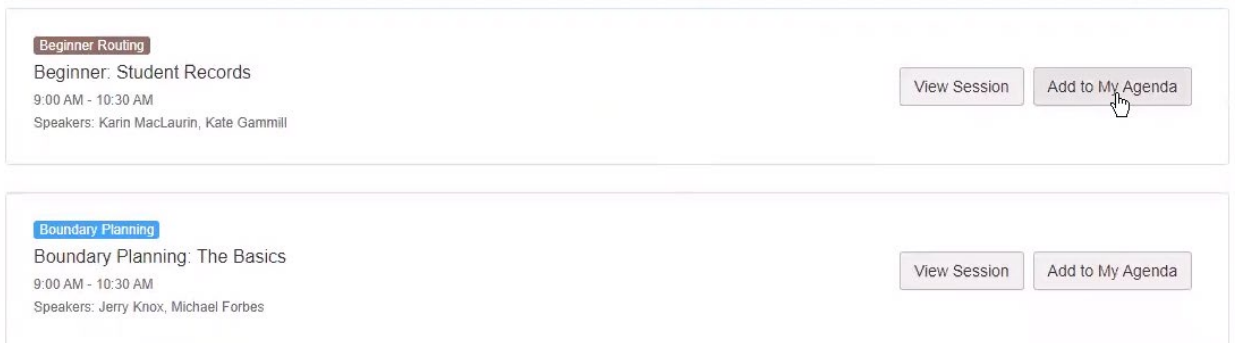 Beginner Routing
Beginner: Student Records
9:00 AM - 10:30 AM
Speakers: Karin MacLaurin, Kate Gammill
View Session
Add to My Agenda
Boundary Planning
Boundary Planning: The Basics
9:00 AM - 10:30 AM
Speakers: Jerry Knox, Michael Forbes
View Session
Add to My Agenda